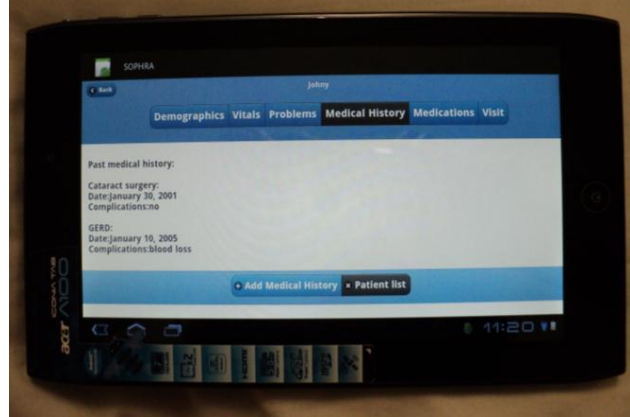 SOPHRA
Back
Johny
Demographics Vitals Problems Medical History Medications Visit
Past medical history:
Cataract surgery:
Date:January 30, 2001
Complications:no
GERD:
Date:January 10, 2005
Complications:blood loss
Add Medical History Patient list
11:20
acer ICONIA TAB
A100
HDMI